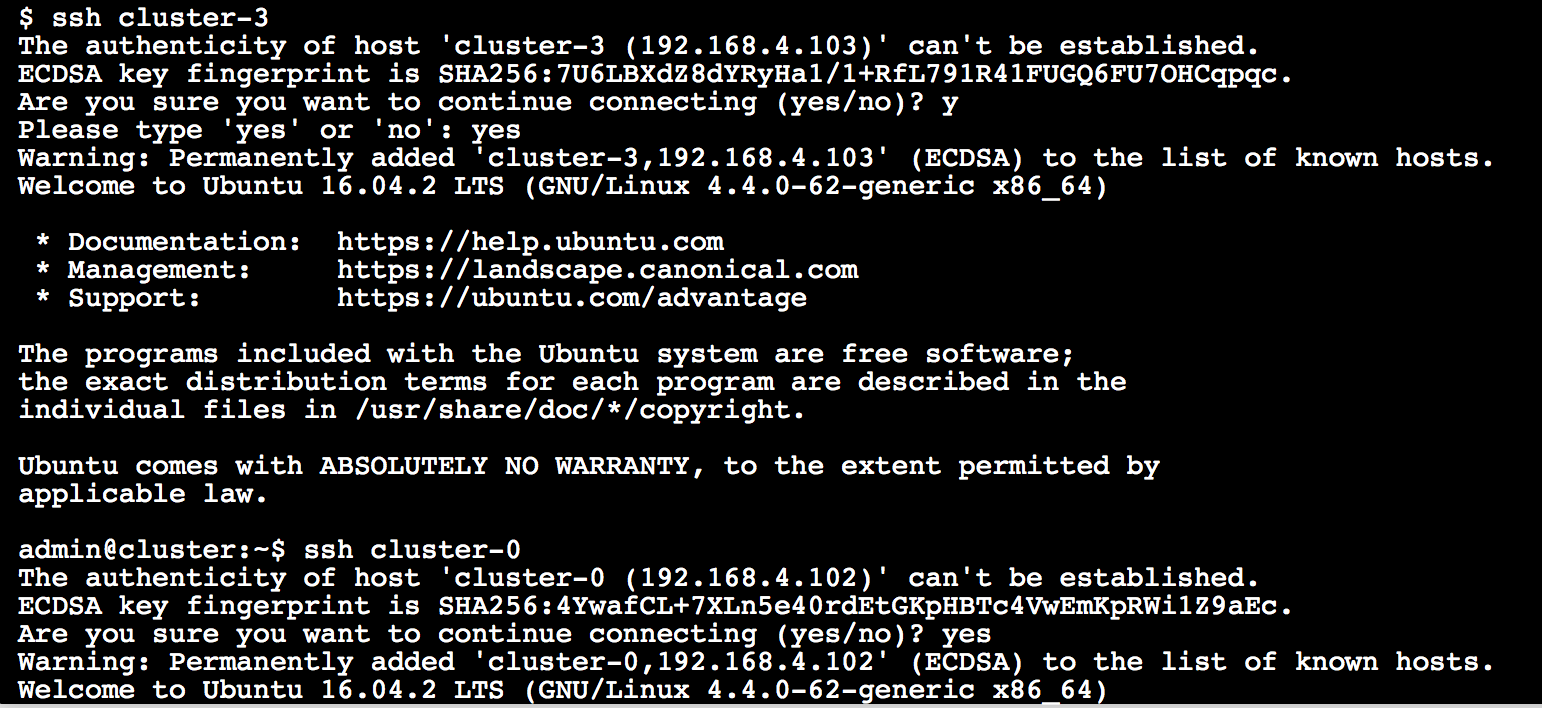 $ ssh cluster-3
The authenticity of host 'cluster-3 (192.168.4.103)' can't be established.
ECDSA key fingerprint is SHA256:7U6LBXdZ8dYRyHa1/1+RfL791R41FUGQ6FU7OHCqpqc.
Are you sure you want to continue connecting (yes/no)? y
Please type 'yes' or 'no': yes
Warning: Permanently added 'cluster-3,192.168.4.103' (ECDSA) to the list of known hosts.
Welcome to Ubuntu 16.04.2 LTS (GNU/Linux 4.4.0-62-generic x86_64)

 * Documentation:  https://help.ubuntu.com
 * Management:     https://landscape.canonical.com
 * Support:        https://ubuntu.com/advantage

The programs included with the Ubuntu system are free software;
the exact distribution terms for each program are described in the
individual files in /usr/share/doc/*/copyright.

Ubuntu comes with ABSOLUTELY NO WARRANTY, to the extent permitted by
applicable law.

admin@cluster:~$ ssh cluster-0
The authenticity of host 'cluster-0 (192.168.4.102)' can't be established.
ECDSA key fingerprint is SHA256:4YwafCL+7XLn5e40rdEtGKpHBTc4VwEmKpRWi1Z9aEc.
Are you sure you want to continue connecting (yes/no)? yes
Warning: Permanently added 'cluster-0,192.168.4.102' (ECDSA) to the list of known hosts.
Welcome to Ubuntu 16.04.2 LTS (GNU/Linux 4.4.0-62-generic x86_64)